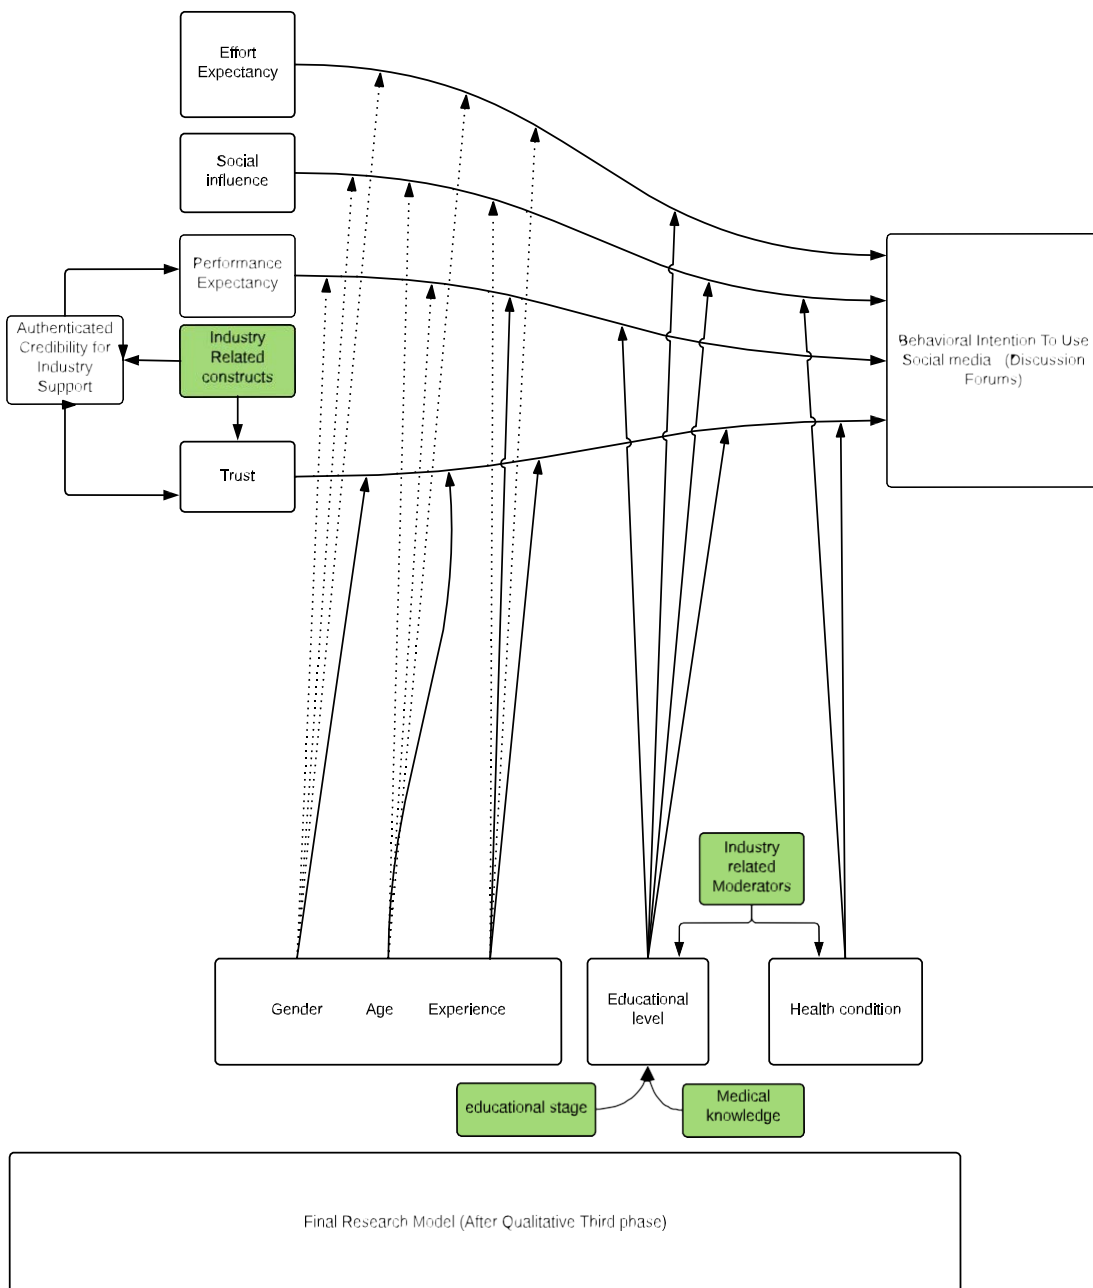 Effort
Expectancy
Social
influence
Performance
Expectancy
Authenticated
Credibility for
Industry
Support
Industry
Related
constructs
Trust
Behavioral Intention To Use
Social media (Discussion
Forums)
Industry
related
Moderators
Gender Age Experience
Educational
level
Health condition
educational stage
Medical
knowledge
Final Research Model (After Qualitative Third phase)